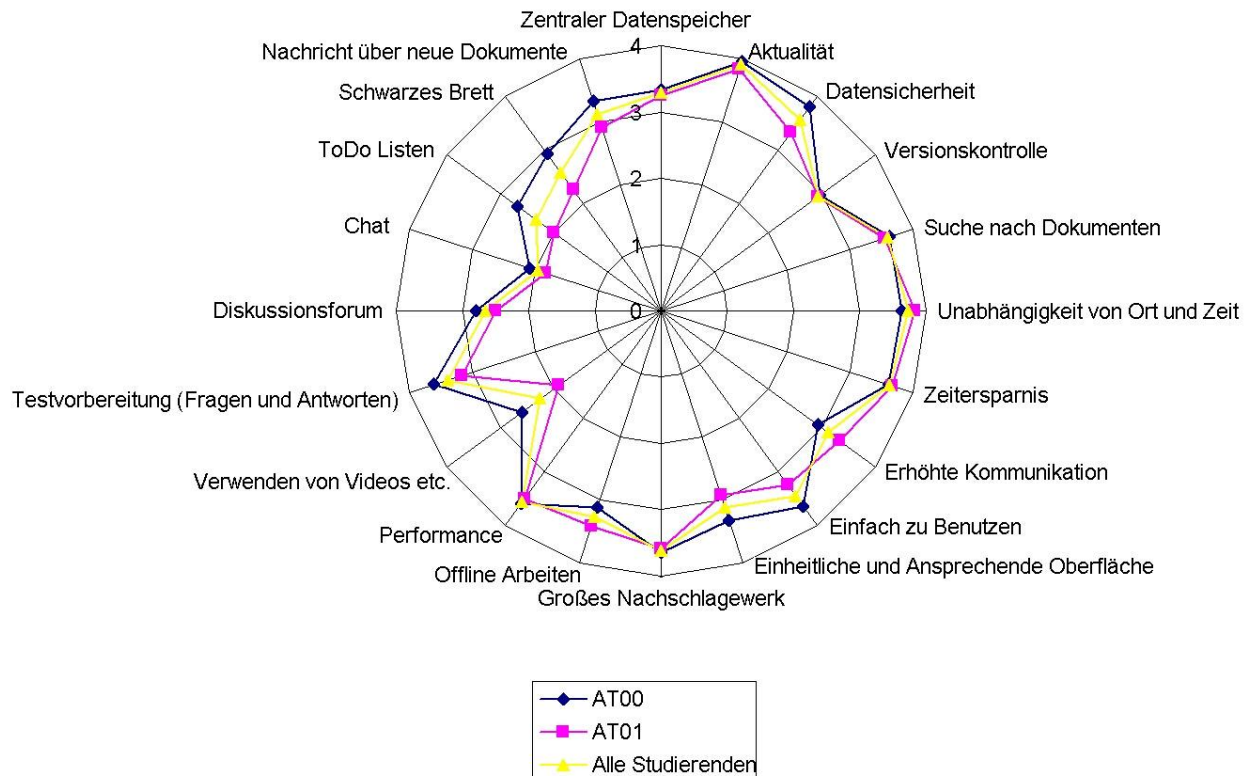 Zentraler Datenspeicher
Aktualität
Datensicherheit
Versionskontrolle
Suche nach Dokumenten
Unabhängigkeit von Ort und Zeit
Zeitersparnis
Erhöhte Kommunikation
Einfach zu Benutzen
Einheitliche und Ansprechende Oberfläche
Großes Nachschlagewerk
Offline Arbeiten
Performance
Verwenden von Videos etc.
Testvorbereitung (Fragen und Antworten)
Diskussionsforum
Chat
ToDo Listen
Schwarzes Brett
Nachricht über neue Dokumente
4
3
2
1
0
AT00
AT01
Alle Studierenden